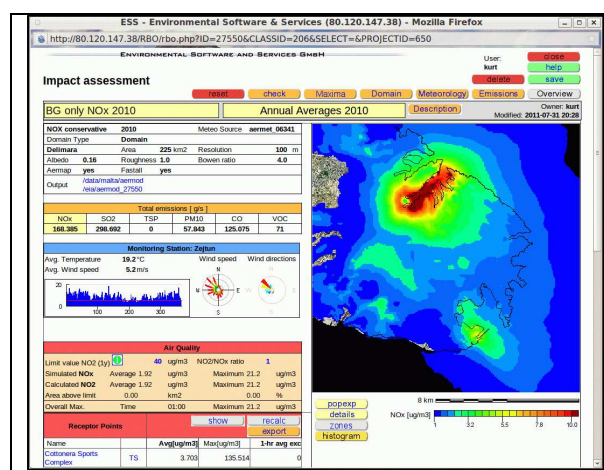 ESS - Environmental Software & Services (80.120.147.38) - Mozilla Firefox
http://80.120.147.38/RBO/rbo.php?ID=27550&CLASSID=206&SELECT=&PROJECTID=650
ENVIRONMENTAL SOFTWARE AND SERVICES GMBH
User: kurt
close
help
delete save
Impact assessment
reset check Maxima Domain Meteorology Emissions Overview
BG only NOx 2010 Annual Averages 2010 Description Owner: kurt
Modified: 2011-07-31 20:28
NOX conservative 2010 Meteo Source aermet_06341
Domain Type Domain
Delimara Area 225 km2 Resolution 100 m
Albedo 0.16 Roughness 1.0 Bowen ratio 4.0
Aermap yes Fastall yes
Output /data/malta/aermod
/eia/aermod_27550
Total emissions [ g/s ]
NOx SO2 TSP PM10 CO VOC
168.385 298.692 0 57.843 125.075 71
Monitoring Station: Zejtun
Avg. Temperature 19.2 °C Wind speed Wind directions
Avg. Wind speed 5.2 m/s
N
W E
S
20
0
100 200 300
Air Quality
Limit value NO2 (1y) 40 ug/m3 NO2/NOx ratio 1
Simulated NOx Average 1.92 ug/m3 Maximum 21.2 ug/m3
Calculated NO2 Average 1.92 ug/m3 Maximum 21.2 ug/m3
Area above limit 0.00 km2 0.00 %
Overall Max. Time 01:00 Maximum 21.2 ug/m3
Receptor Points show recalc
export
Name Avg[ug/m3] Max[ug/m3] 1-hr avg exc
Cottonera Sports Complex TS 3.703 135.514 0
popexp
details
zones
histogram
8 km
NOx [ug/m3]
1 3.2 5.5 7.8 10.0